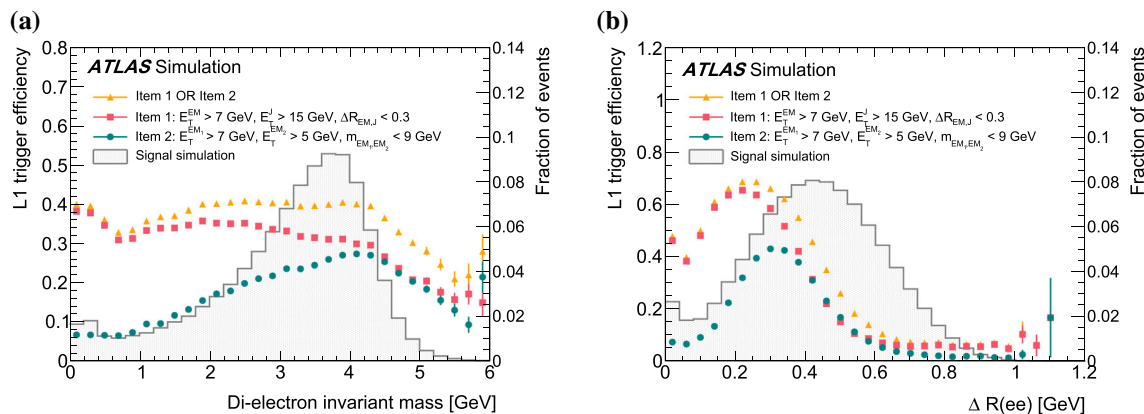 (a)
L1 trigger efficiency
0.8
0.7
0.6
0.5
0.4
0.3
0.2
0.1
0
ATLAS Simulation
Item 1 OR Item 2
Item 1: E_T^EM > 7 GeV, E_T^J > 15 GeV, ΔR_EM,J < 0.3
Item 2: E_T^EM₁ > 7 GeV, E_T^EM₂ > 5 GeV, m_EM₁,EM₂ < 9 GeV
Signal simulation
0.14
0.12
0.1
0.08
0.06
0.04
0.02
0
Fraction of events
0 1 2 3 4 5 6
Di-electron invariant mass [GeV]
(b)
L1 trigger efficiency
1.2
1
0.8
0.6
0.4
0.2
0
ATLAS Simulation
Item 1 OR Item 2
Item 1: E_T^EM > 7 GeV, E_T^J > 15 GeV, ΔR_EM,J < 0.3
Item 2: E_T^EM₁ > 7 GeV, E_T^EM₂ > 5 GeV, m_EM₁,EM₂ < 9 GeV
Signal simulation
0.14
0.12
0.1
0.08
0.06
0.04
0.02
0
Fraction of events
0 0.2 0.4 0.6 0.8 1 1.2
Δ R(ee) [GeV]